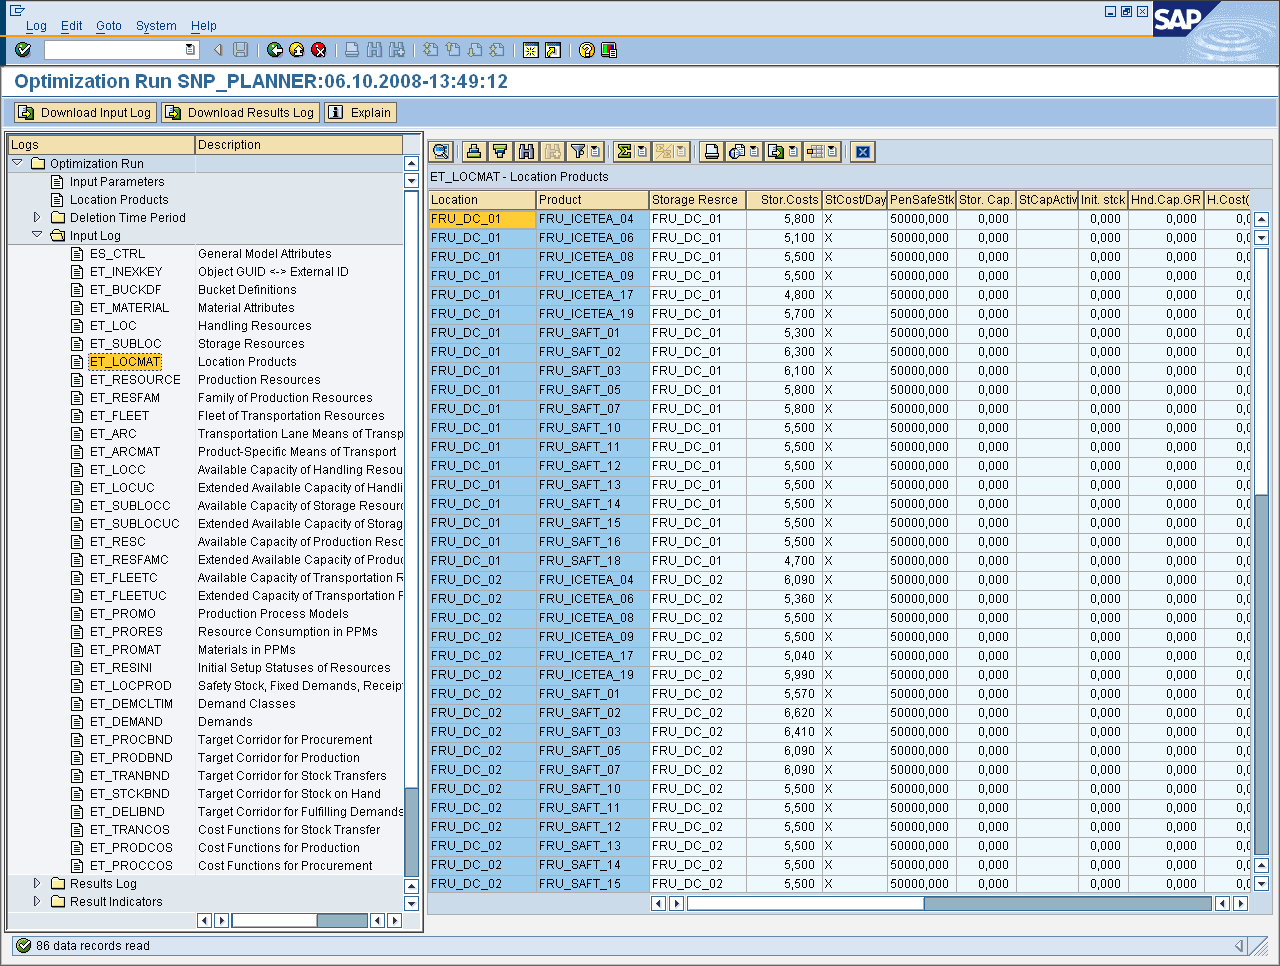 Log Edit Goto System Help
SAP
Optimization Run SNP_PLANNER:06.10.2008-13:49:12
Download Input Log Download Results Log Explain
Logs Description
Optimization Run
Input Parameters
Location Products
Deletion Time Period
Input Log
ES_CTRL General Model Attributes
ET_INEXKEY Object GUID <-> External ID
ET_BUCKDF Bucket Definitions
ET_MATERIAL Material Attributes
ET_LOC Handling Resources
ET_SUBLOC Storage Resources
ET_LOCMAT Location Products
ET_RESOURCE Production Resources
ET_RESFAM Family of Production Resources
ET_FLEET Fleet of Transportation Resources
ET_ARC Transportation Lane Means of Transp
ET_ARCMAT Product-Specific Means of Transport
ET_LOCC Available Capacity of Handling Resou
ET_LOCUC Extended Available Capacity of Handli
ET_SUBLOCC Available Capacity of Storage Resourc
ET_SUBLOCUC Extended Available Capacity of Storag
ET_RESC Available Capacity of Production Resc
ET_RESFAMC Extended Available Capacity of Produc
ET_FLEETC Available Capacity of Transportation R
ET_FLEETUC Extended Capacity of Transportation F
ET_PROMO Production Process Models
ET_PRORES Resource Consumption in PPMs
ET_PROMAT Materials in PPMs
ET_RESINI Initial Setup Statuses of Resources
ET_LOCPROD Safety Stock, Fixed Demands, Receipt
ET_DEMCLTIM Demand Classes
ET_DEMAND Demands
ET_PROCBND Target Corridor for Procurement
ET_PRODBND Target Corridor for Production
ET_TRANBND Target Corridor for Stock Transfers
ET_STCKBND Target Corridor for Stock on Hand
ET_DELIBND Target Corridor for Fulfilling Demands
ET_TRANCOS Cost Functions for Stock Transfer
ET_PRODCOS Cost Functions for Production
ET_PROCCOS Cost Functions for Procurement
Results Log
Result Indicators
ET_LOCMAT - Location Products
Location Product Storage Resrce Stor.Costs StCost/Day PenSafeStk Stor. Cap. StCapActiv Init. stck Hnd.Cap.GR H.Cost(
FRU_DC_01 FRU_ICETEA_04 FRU_DC_01 5,800 X 50000,000 0,000 0,000 0,000 0,0
FRU_DC_01 FRU_ICETEA_06 FRU_DC_01 5,100 X 50000,000 0,000 0,000 0,000 0,0
FRU_DC_01 FRU_ICETEA_08 FRU_DC_01 5,500 X 50000,000 0,000 0,000 0,000 0,0
FRU_DC_01 FRU_ICETEA_09 FRU_DC_01 5,500 X 50000,000 0,000 0,000 0,000 0,0
FRU_DC_01 FRU_ICETEA_17 FRU_DC_01 4,800 X 50000,000 0,000 0,000 0,000 0,0
FRU_DC_01 FRU_ICETEA_19 FRU_DC_01 5,700 X 50000,000 0,000 0,000 0,000 0,0
FRU_DC_01 FRU_SAFT_01 FRU_DC_01 5,300 X 50000,000 0,000 0,000 0,000 0,0
FRU_DC_01 FRU_SAFT_02 FRU_DC_01 6,300 X 50000,000 0,000 0,000 0,000 0,0
FRU_DC_01 FRU_SAFT_03 FRU_DC_01 6,100 X 50000,000 0,000 0,000 0,000 0,0
FRU_DC_01 FRU_SAFT_05 FRU_DC_01 5,800 X 50000,000 0,000 0,000 0,000 0,0
FRU_DC_01 FRU_SAFT_07 FRU_DC_01 5,800 X 50000,000 0,000 0,000 0,000 0,0
FRU_DC_01 FRU_SAFT_10 FRU_DC_01 5,500 X 50000,000 0,000 0,000 0,000 0,0
FRU_DC_01 FRU_SAFT_11 FRU_DC_01 5,500 X 50000,000 0,000 0,000 0,000 0,0
FRU_DC_01 FRU_SAFT_12 FRU_DC_01 5,500 X 50000,000 0,000 0,000 0,000 0,0
FRU_DC_01 FRU_SAFT_13 FRU_DC_01 5,500 X 50000,000 0,000 0,000 0,000 0,0
FRU_DC_01 FRU_SAFT_14 FRU_DC_01 5,500 X 50000,000 0,000 0,000 0,000 0,0
FRU_DC_01 FRU_SAFT_15 FRU_DC_01 5,500 X 50000,000 0,000 0,000 0,000 0,0
FRU_DC_01 FRU_SAFT_16 FRU_DC_01 5,500 X 50000,000 0,000 0,000 0,000 0,0
FRU_DC_01 FRU_SAFT_18 FRU_DC_01 4,700 X 50000,000 0,000 0,000 0,000 0,0
FRU_DC_02 FRU_ICETEA_04 FRU_DC_02 6,090 X 50000,000 0,000 0,000 0,000 0,0
FRU_DC_02 FRU_ICETEA_06 FRU_DC_02 5,360 X 50000,000 0,000 0,000 0,000 0,0
FRU_DC_02 FRU_ICETEA_08 FRU_DC_02 5,500 X 50000,000 0,000 0,000 0,000 0,0
FRU_DC_02 FRU_ICETEA_09 FRU_DC_02 5,500 X 50000,000 0,000 0,000 0,000 0,0
FRU_DC_02 FRU_ICETEA_17 FRU_DC_02 5,040 X 50000,000 0,000 0,000 0,000 0,0
FRU_DC_02 FRU_ICETEA_19 FRU_DC_02 5,990 X 50000,000 0,000 0,000 0,000 0,0
FRU_DC_02 FRU_SAFT_01 FRU_DC_02 5,570 X 50000,000 0,000 0,000 0,000 0,0
FRU_DC_02 FRU_SAFT_02 FRU_DC_02 6,620 X 50000,000 0,000 0,000 0,000 0,0
FRU_DC_02 FRU_SAFT_03 FRU_DC_02 6,410 X 50000,000 0,000 0,000 0,000 0,0
FRU_DC_02 FRU_SAFT_05 FRU_DC_02 6,090 X 50000,000 0,000 0,000 0,000 0,0
FRU_DC_02 FRU_SAFT_07 FRU_DC_02 6,090 X 50000,000 0,000 0,000 0,000 0,0
FRU_DC_02 FRU_SAFT_10 FRU_DC_02 5,500 X 50000,000 0,000 0,000 0,000 0,0
FRU_DC_02 FRU_SAFT_11 FRU_DC_02 5,500 X 50000,000 0,000 0,000 0,000 0,0
FRU_DC_02 FRU_SAFT_12 FRU_DC_02 5,500 X 50000,000 0,000 0,000 0,000 0,0
FRU_DC_02 FRU_SAFT_13 FRU_DC_02 5,500 X 50000,000 0,000 0,000 0,000 0,0
FRU_DC_02 FRU_SAFT_14 FRU_DC_02 5,500 X 50000,000 0,000 0,000 0,000 0,0
FRU_DC_02 FRU_SAFT_15 FRU_DC_02 5,500 X 50000,000 0,000 0,000 0,000 0,0
86 data records read